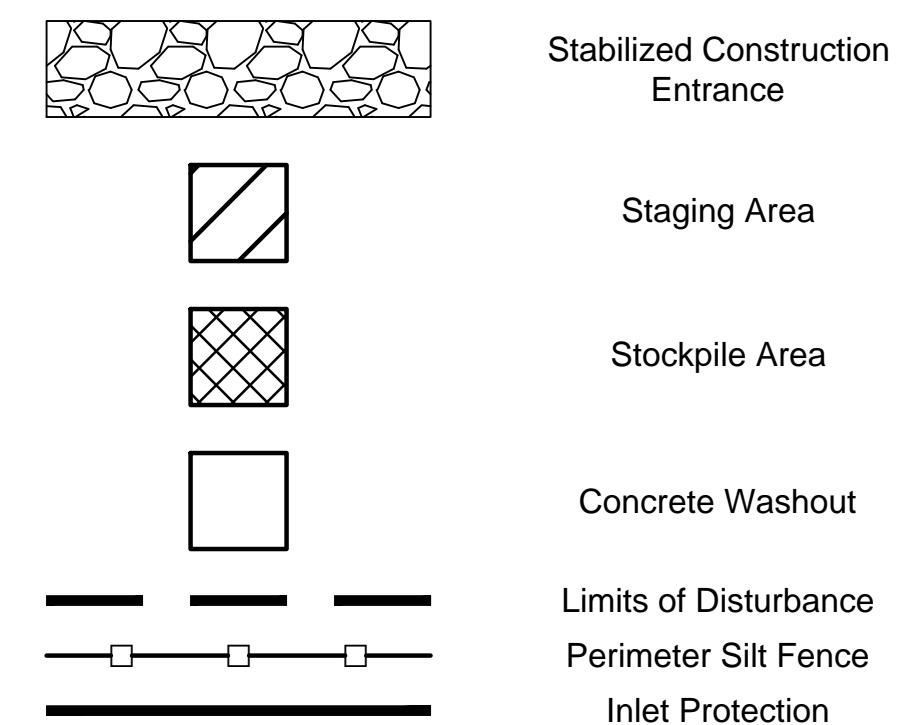 Stabilized Construction
Entrance
Staging Area
Stockpile Area
Concrete Washout
Limits of Disturbance
Perimeter Silt Fence
Inlet Protection